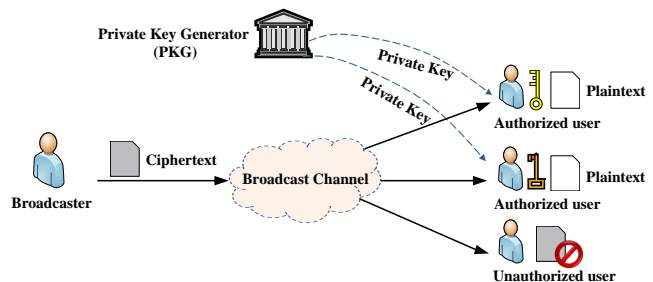 Private Key Generator
(PKG)
Private Key
Private Key
Plaintext
Authorized user
Ciphertext
Broadcast Channel
Broadcaster
Plaintext
Authorized user
Unauthorized user